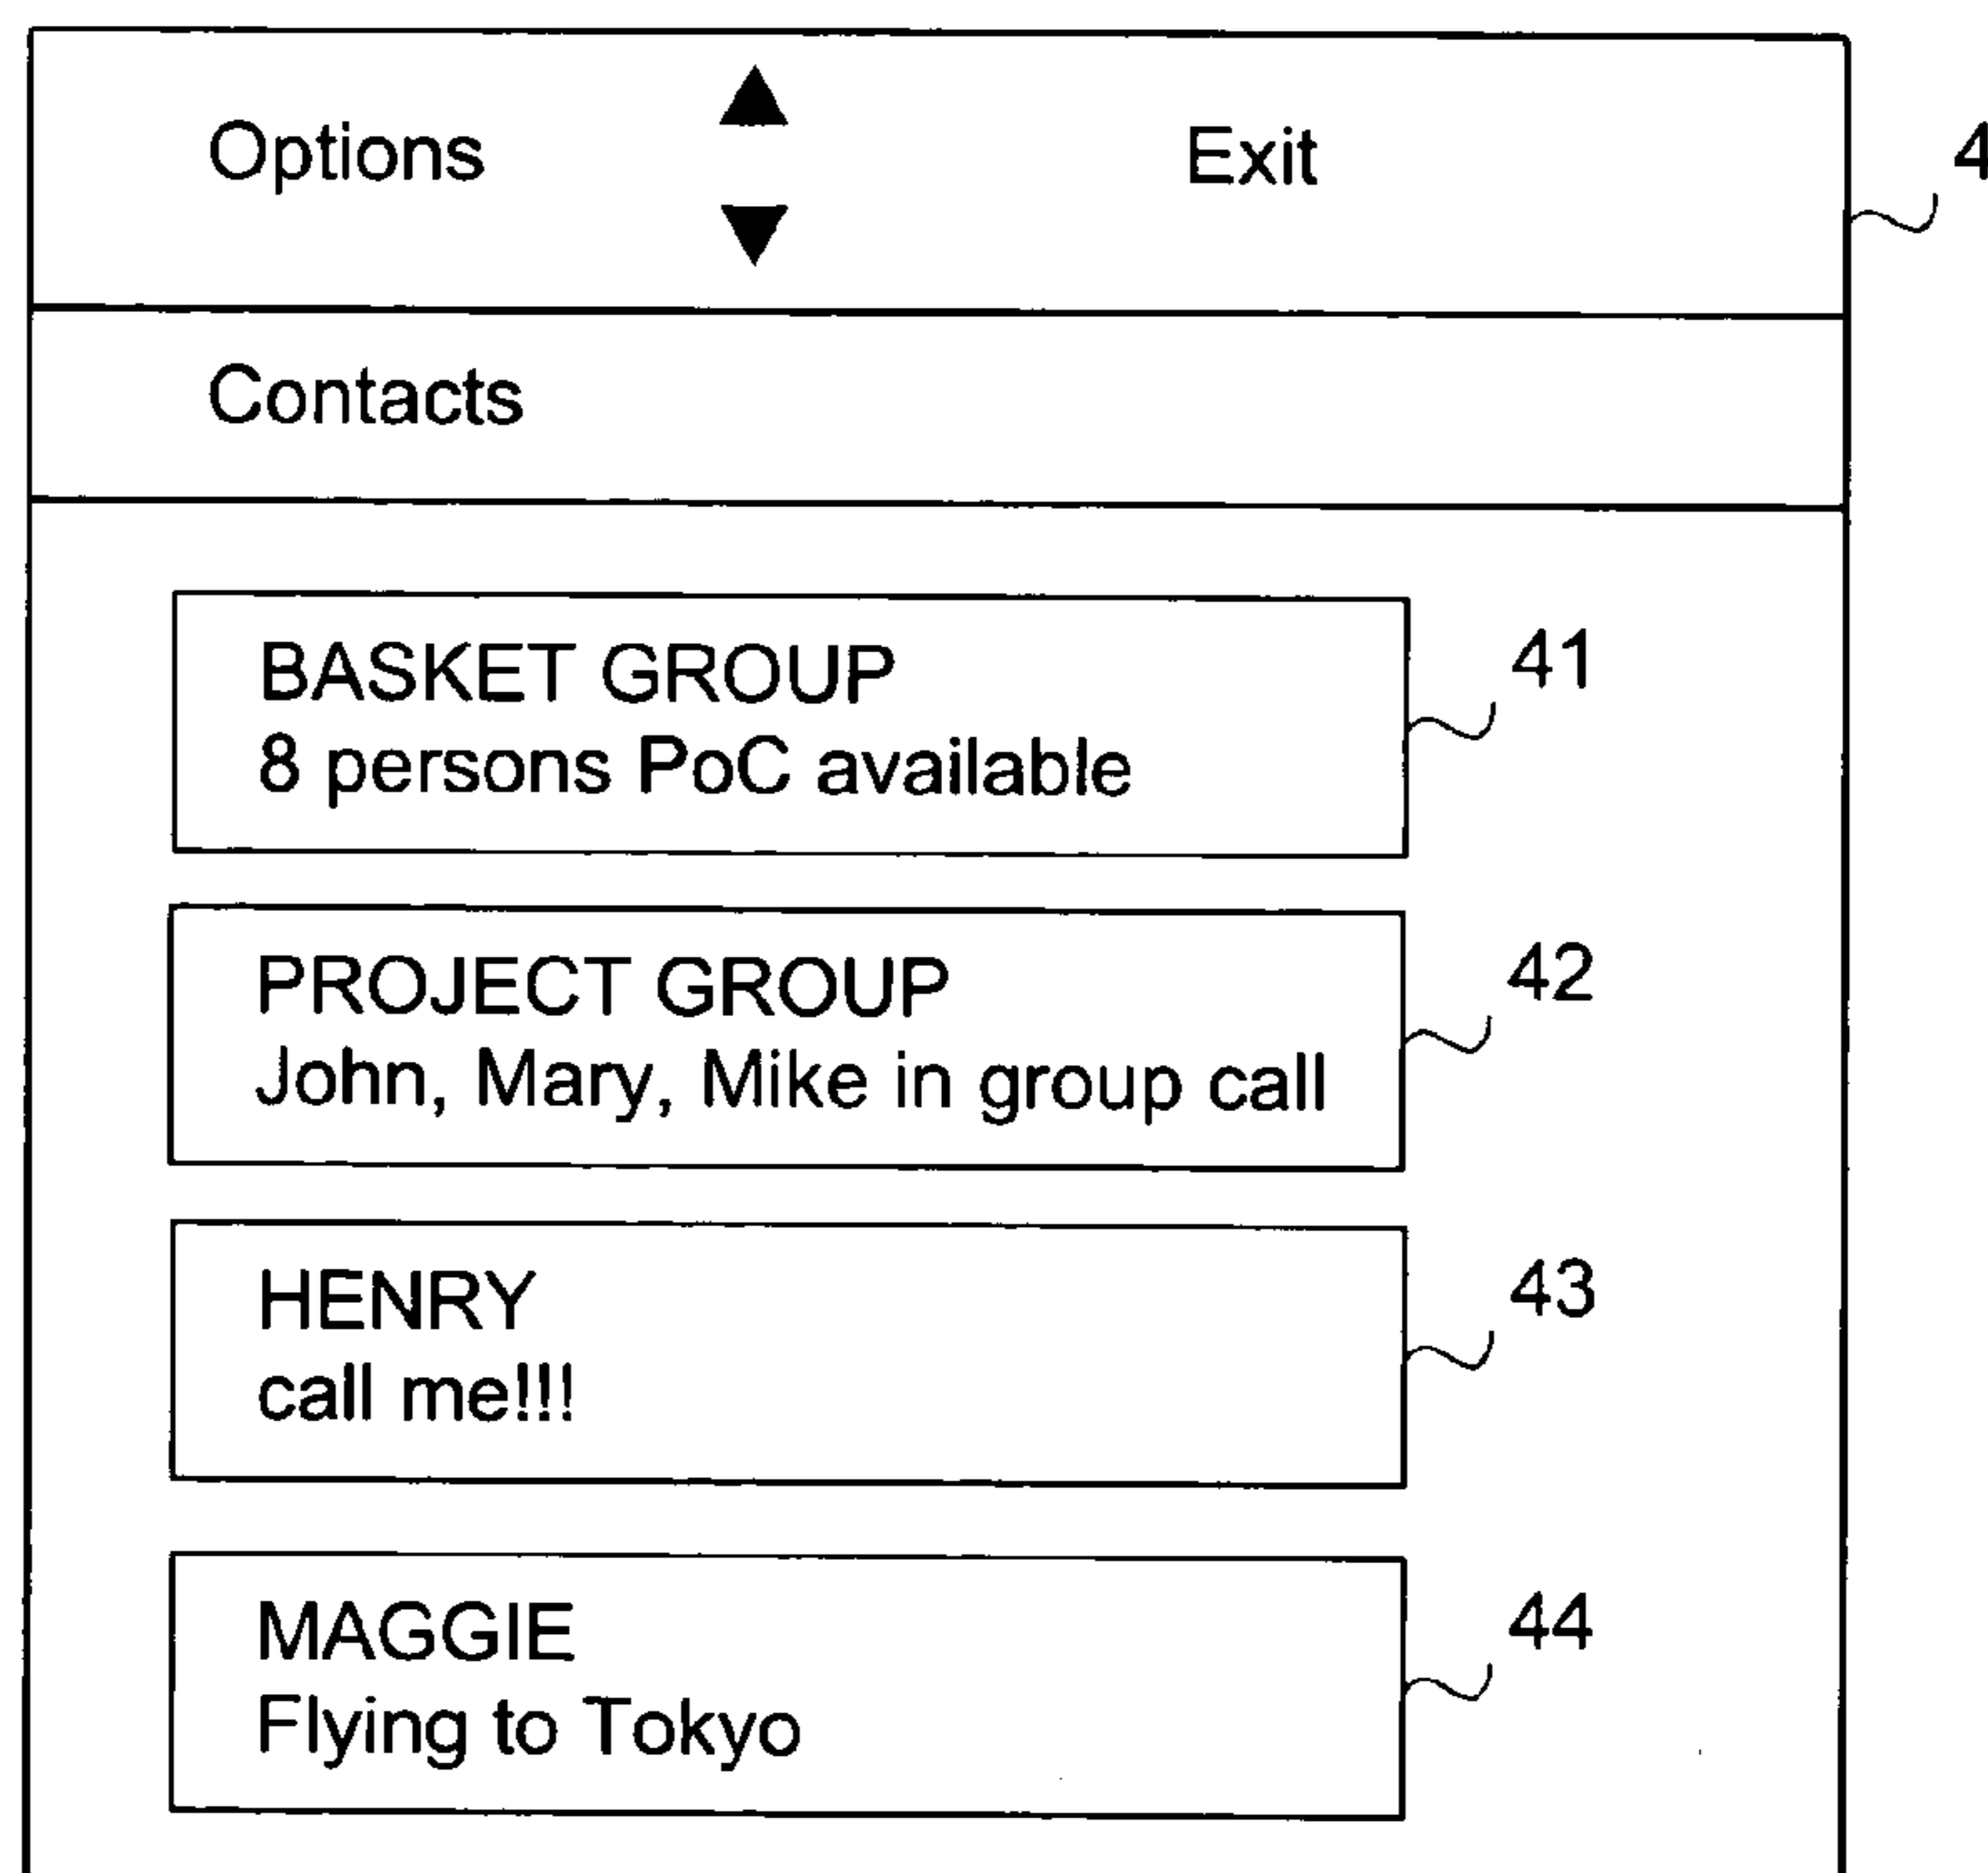 Options Exit
4
Contacts
BASKET GROUP
8 persons PoC available
41
PROJECT GROUP
John, Mary, Mike in group call
42
HENRY
call me!!!
43
MAGGIE
Flying to Tokyo
44